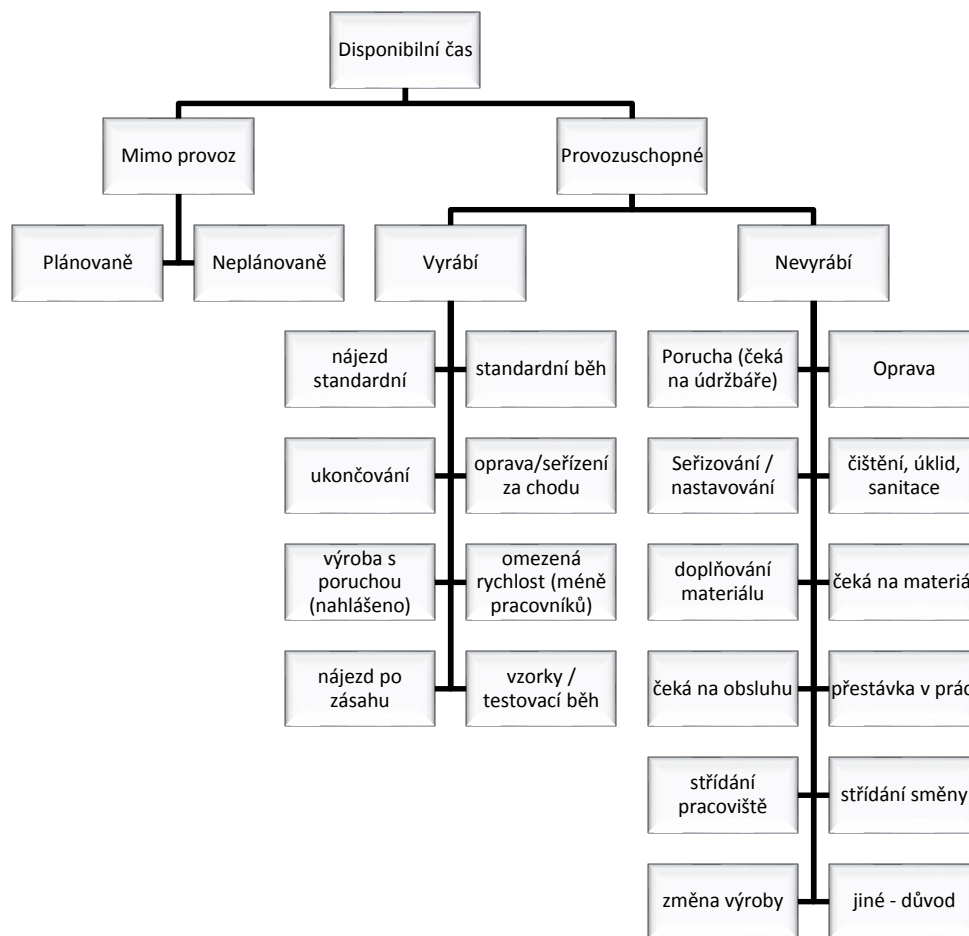 Disponibilní čas
Mimo provoz
Provozuschopné
Plánovaně
Neplánovaně
Vyrábí
Nevyrábí
nájezd
standardní
standardní běh
Porucha (čeká
na údržbáře)
Oprava
ukončování
oprava/seřízení
za chodu
Seřizování /
nastavování
čištění, úklid,
sanitace
výroba s
poruchou
(nahlášeno)
omezená
rychlost (méně
pracovníků)
doplňování
materiálu
čeká na materiá
nájezd po
zásahu
vzorky /
testovací běh
čeká na obsluhu
přestávka v prác
střídání
pracoviště
střídání směny
změna výroby
jiné - důvod